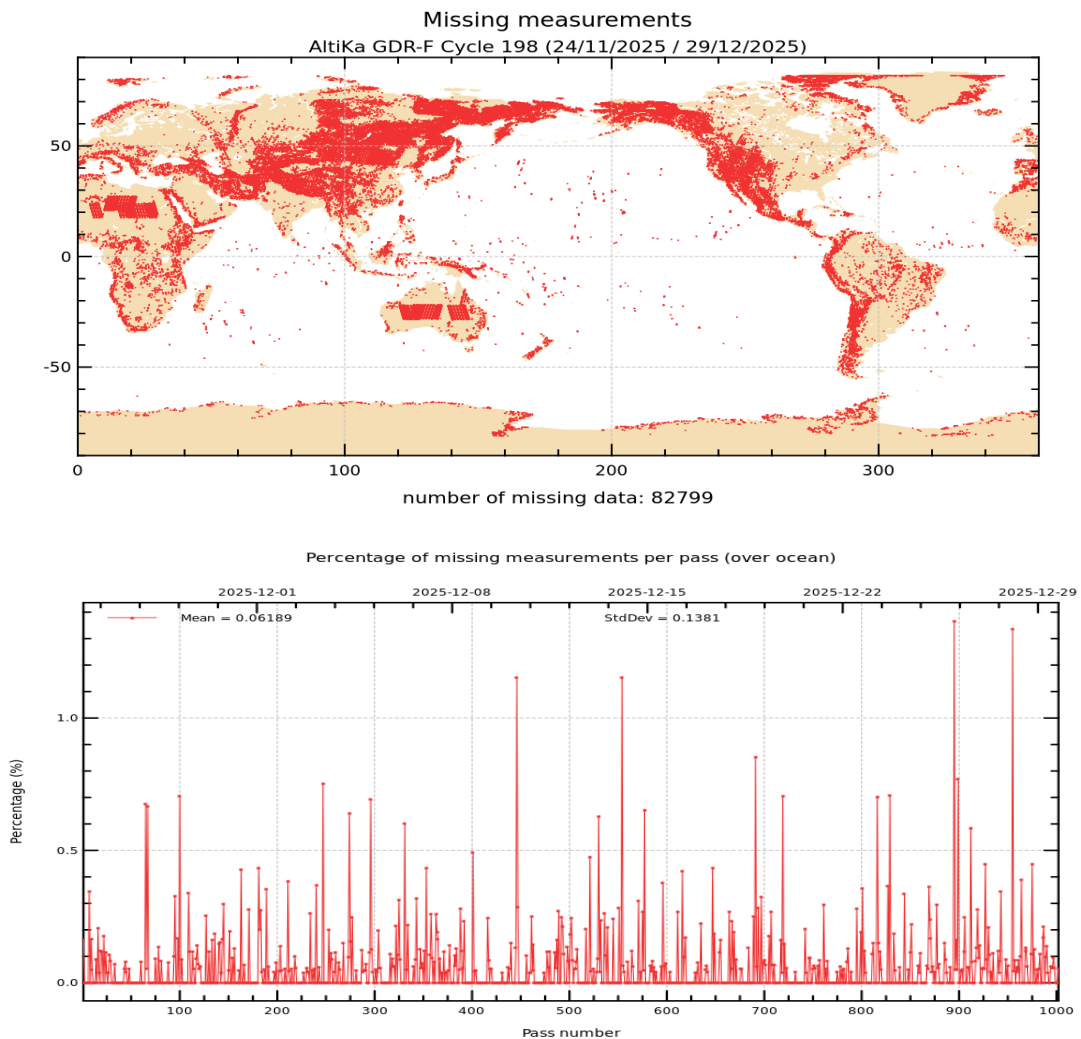 Missing measurements
AltiKa GDR-F Cycle 198 (24/11/2025 / 29/12/2025)
50
0
-50
0 100 200 300
number of missing data: 82799
Percentage of missing measurements per pass (over ocean)
2025-12-01 2025-12-08 2025-12-15 2025-12-22 2025-12-29
Mean = 0.06189 StdDev = 0.1381
1.0
0.5
0.0
Percentage (%)
100 200 300 400 500 600 700 800 900 1000
Pass number